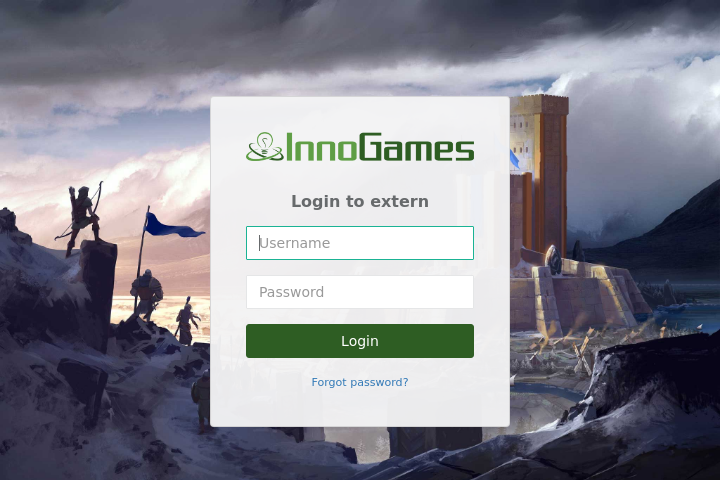 InnoGames
Login to extern
Username
Password
Login
Forgot password?